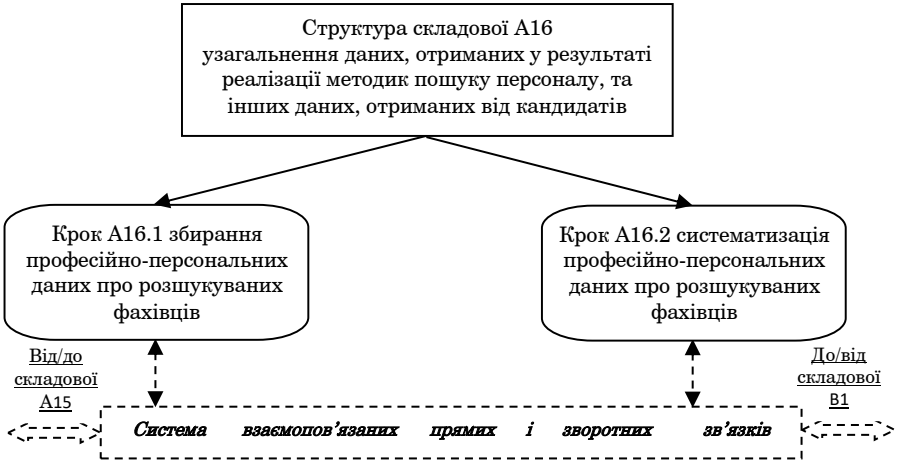 Структура складової А16
узагальнення даних, отриманих у результаті
реалізації методик пошуку персоналу, та
інших даних, отриманих від кандидатів
Крок А16.1 збирання
професійно-персональних
даних про розшукуваних
фахівців
Крок А16.2 систематизація
професійно-персональних
даних про розшукуваних
фахівців
Від/до
складової
А15
До/від
складової
В1
Система взаємопов’язаних прямих і зворотних зв’язків